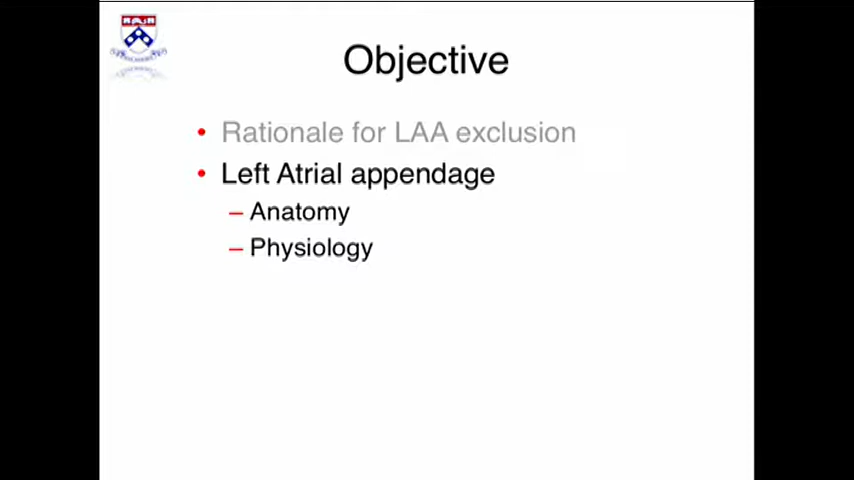 Objective
• Rationale for LAA exclusion
• Left Atrial appendage
– Anatomy
– Physiology